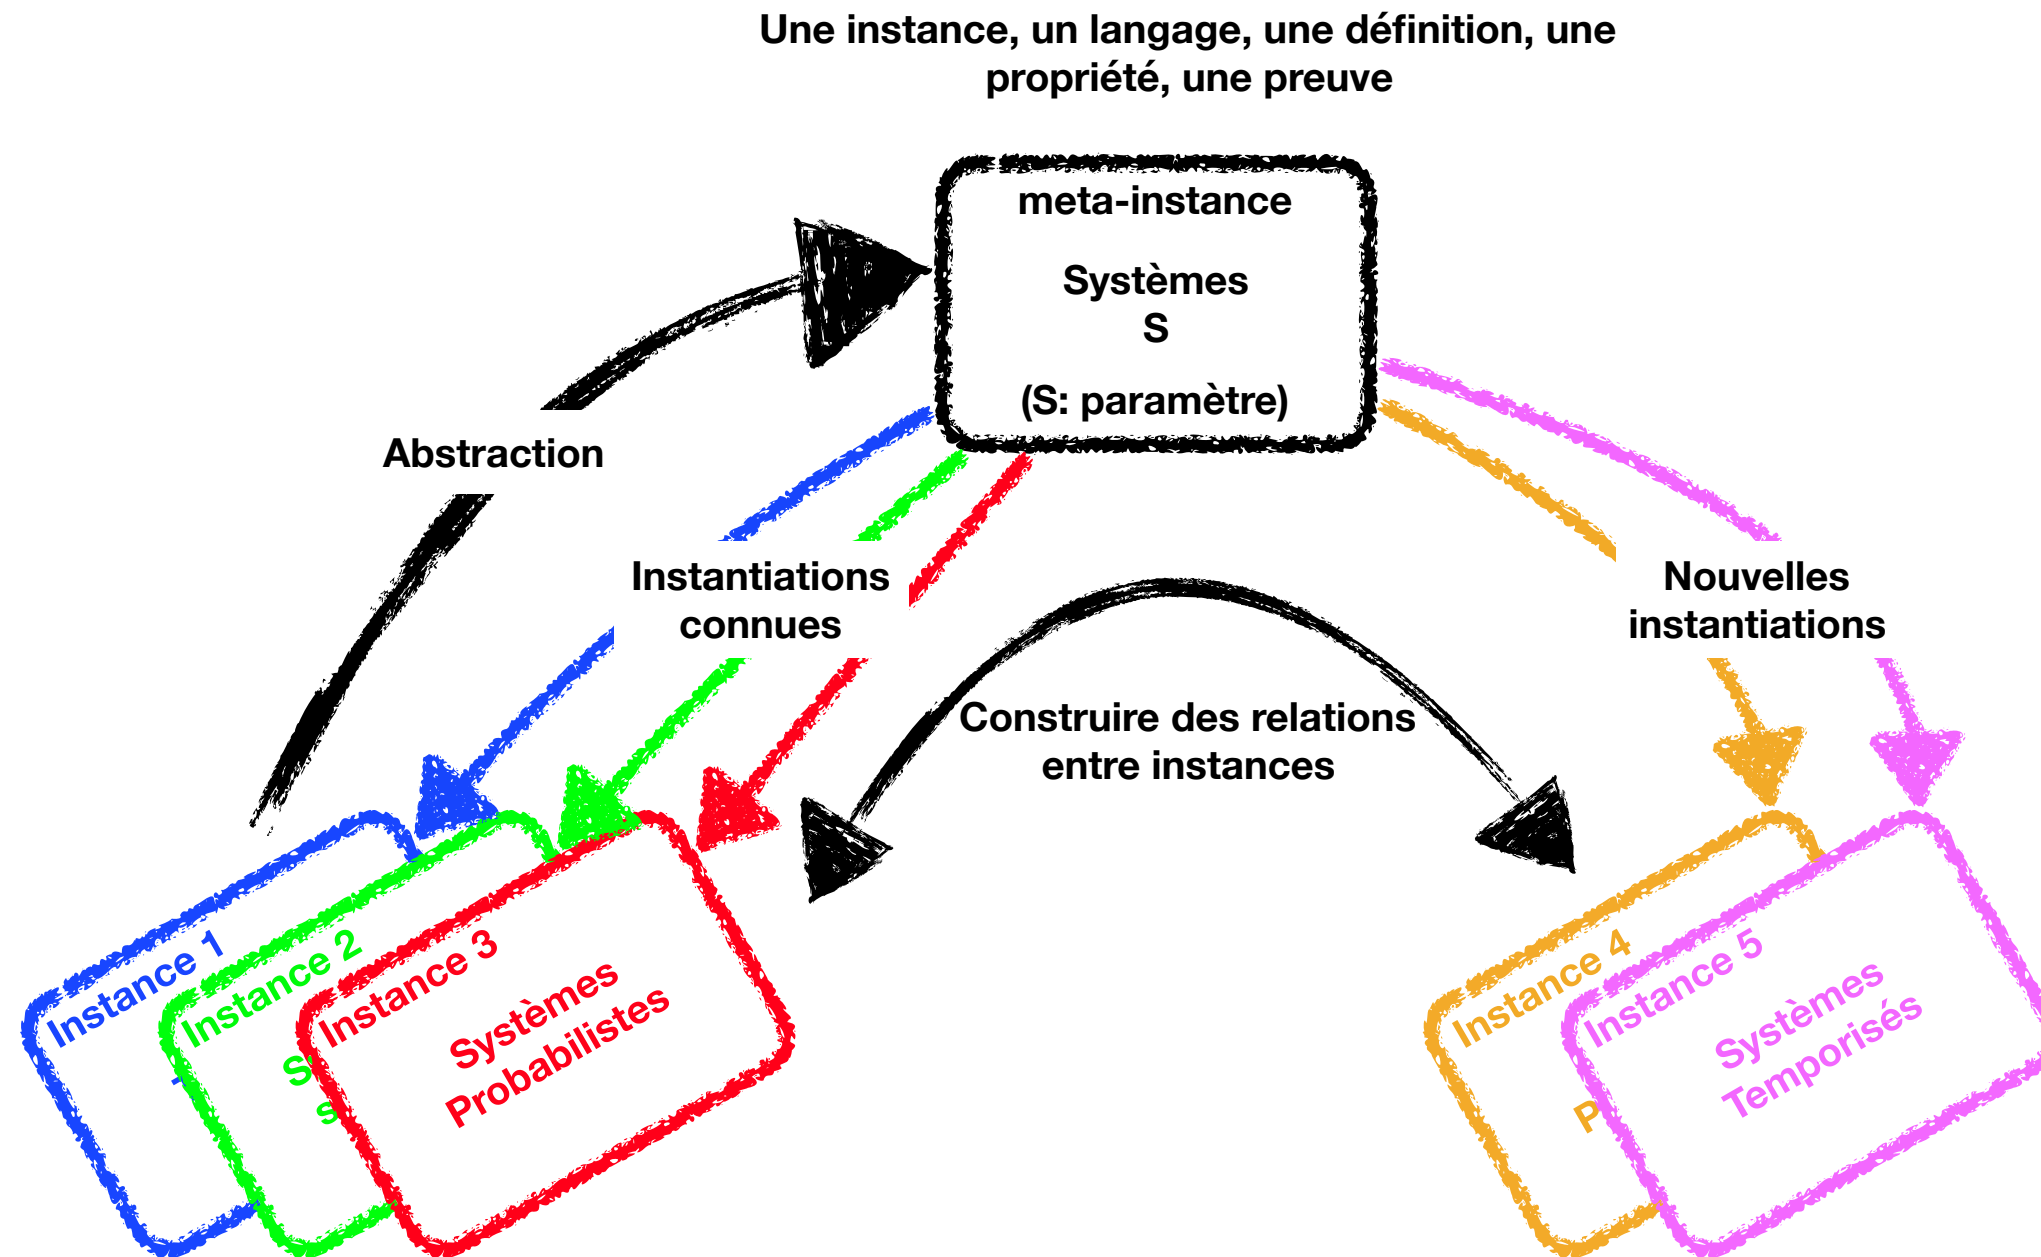 Une instance, un langage, une définition, une
propriété, une preuve
meta-instance
Systèmes
S
(S: paramètre)
Abstraction
Instantiations
connues
Nouvelles
instantiations
Construire des relations
entre instances
Instance 1
Instance 2
Instance 3
Systèmes
Probabilistes
Instance 4
Instance 5
Systèmes
Temporisés